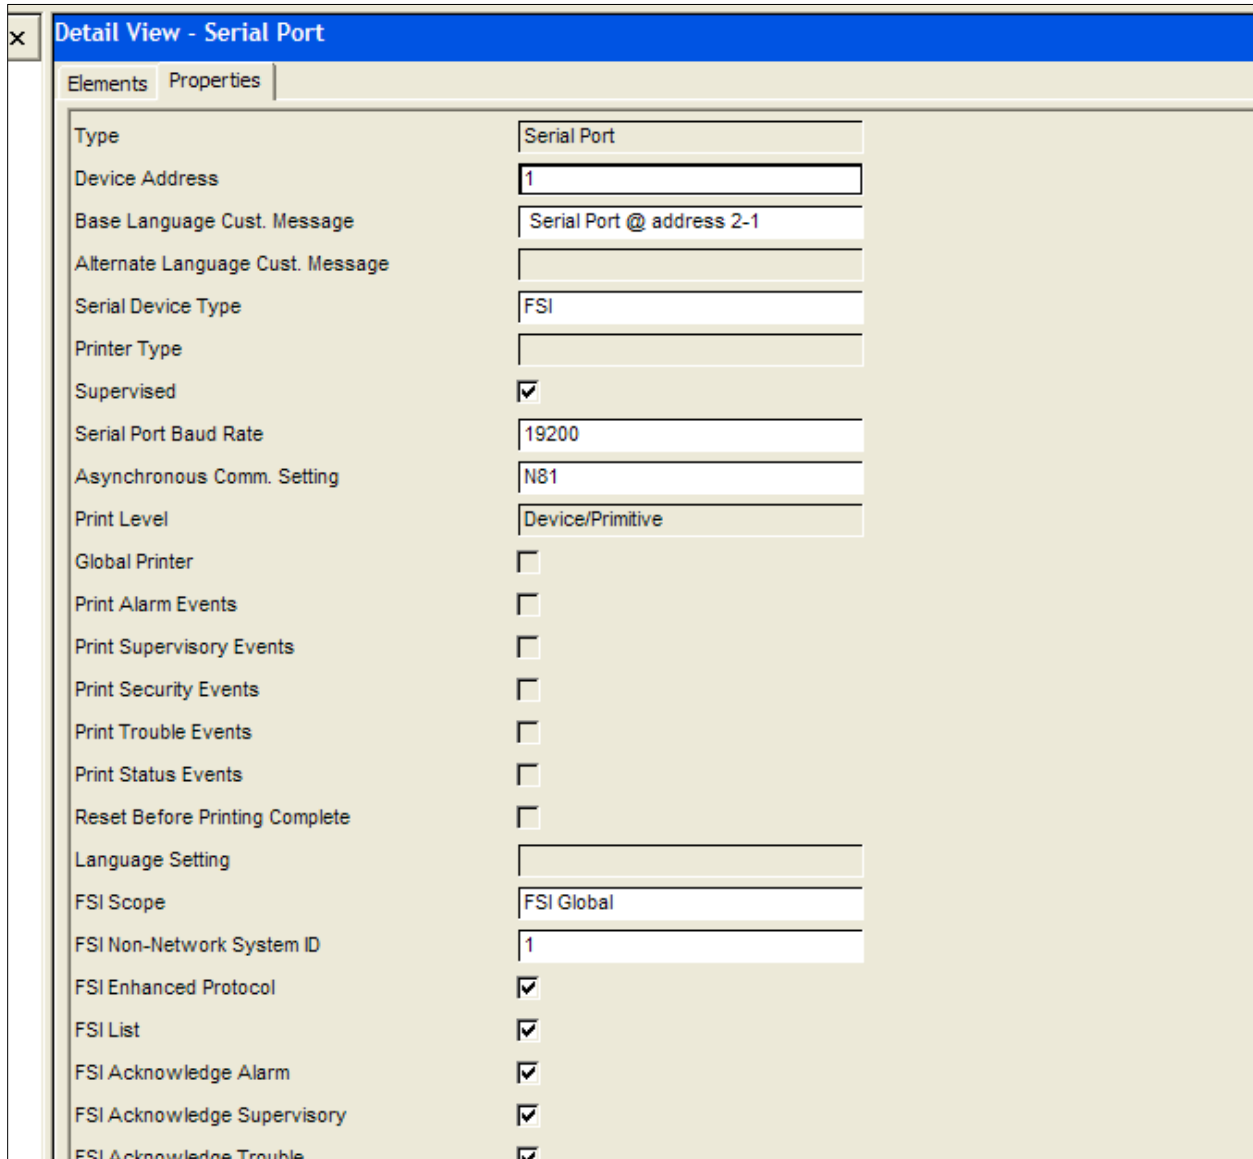 Detail View - Serial Port
Elements Properties
Type Serial Port
Device Address 1
Base Language Cust. Message Serial Port @ address 2-1
Alternate Language Cust. Message
Serial Device Type FSI
Printer Type
Supervised
Serial Port Baud Rate 19200
Asynchronous Comm. Setting N81
Print Level Device/Primitive
Global Printer
Print Alarm Events
Print Supervisory Events
Print Security Events
Print Trouble Events
Print Status Events
Reset Before Printing Complete
Language Setting
FSI Scope FSI Global
FSI Non-Network System ID 1
FSI Enhanced Protocol
FSI List
FSI Acknowledge Alarm
FSI Acknowledge Supervisory
FSI Acknowledge Trouble